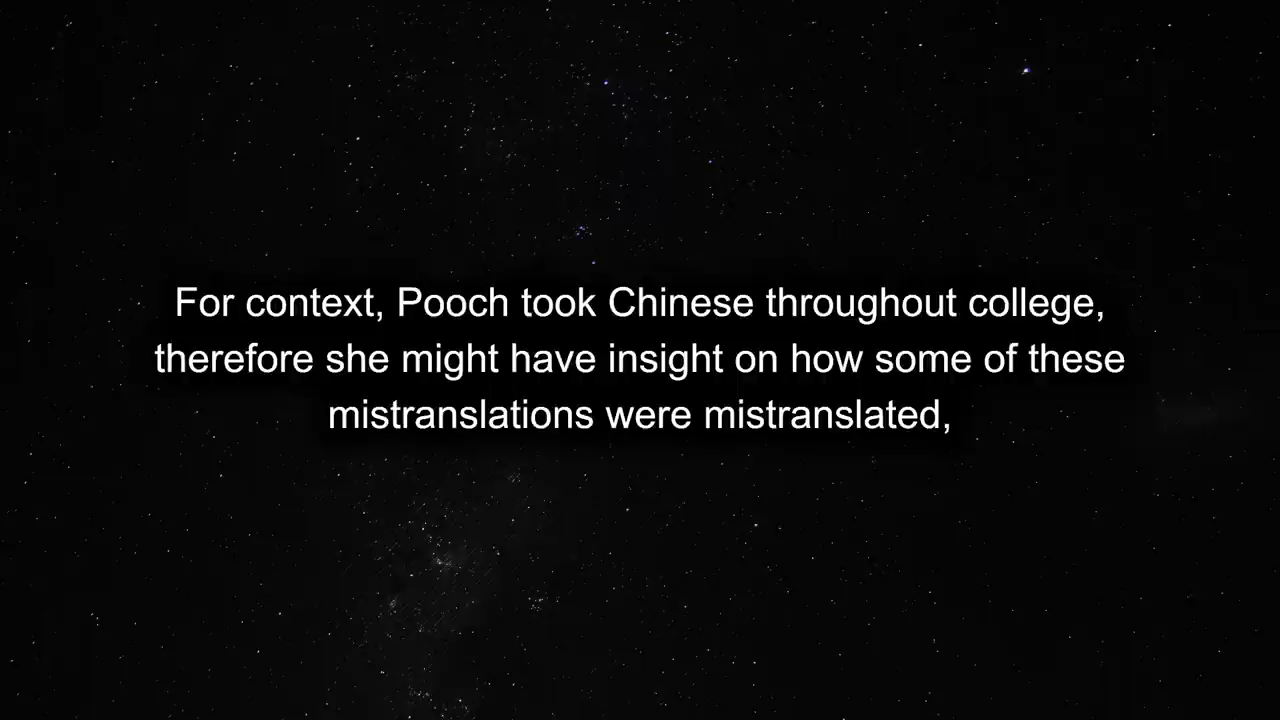 For context, Pooch took Chinese throughout college,
therefore she might have insight on how some of these
mistranslations were mistranslated,